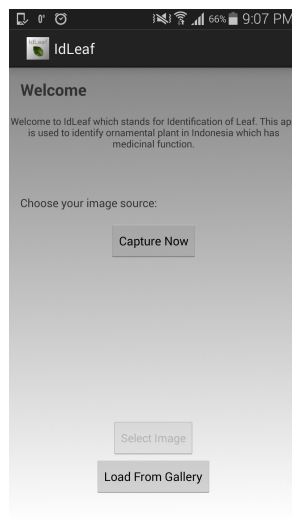 0°
66%
9:07 PM
IdLeaf
IdLeaf
Welcome
Welcome to IdLeaf which stands for Identification of Leaf. This ap
is used to identify ornamental plant in Indonesia which has
medicinal function.
Choose your image source:
Capture Now
Select Image
Load From Gallery